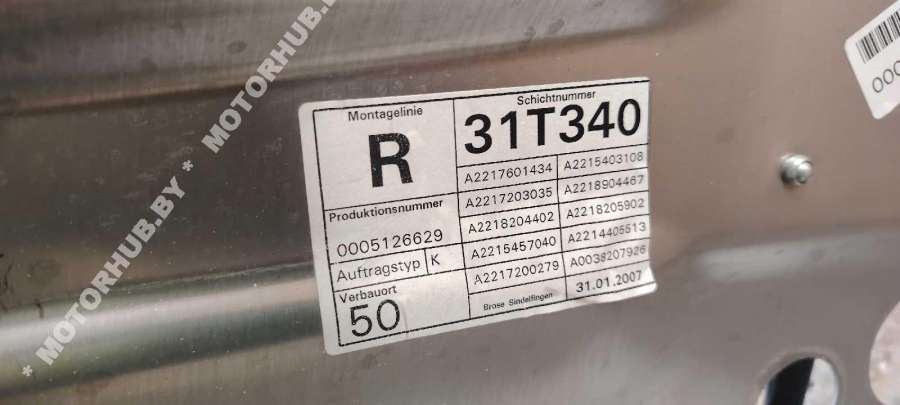 * MOTORHUB.BY * MOTORHUB.BY *
Montagelinie
R
Schichtnummer
31T340
Produktionsnummer
0005126629
Auftragstyp K
Verbauort
50
A2217601434 A2215403108
A2217203035 A2218904467
A2218204402 A2218205902
A2215457040 A2214405513
A2217200279 A0038207926
Brose Sindelfingen 31.01.2007
000